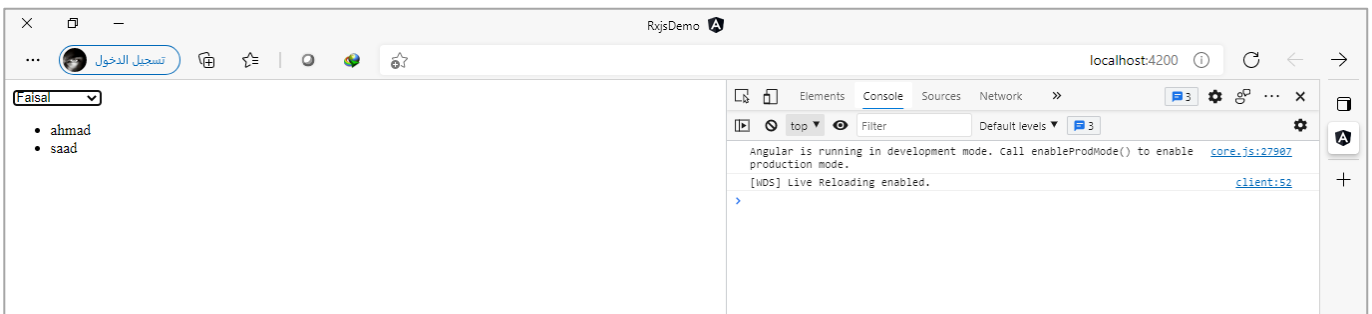 RxjsDemo
تسجيل الدخول
localhost:4200
Faisal
ahmad
saad
Elements Console Sources Network 3
top Filter Default levels 3
Angular is running in development mode. Call enableProdMode() to enable core.js:27907
production mode.
[WDS] Live Reloading enabled. client:52